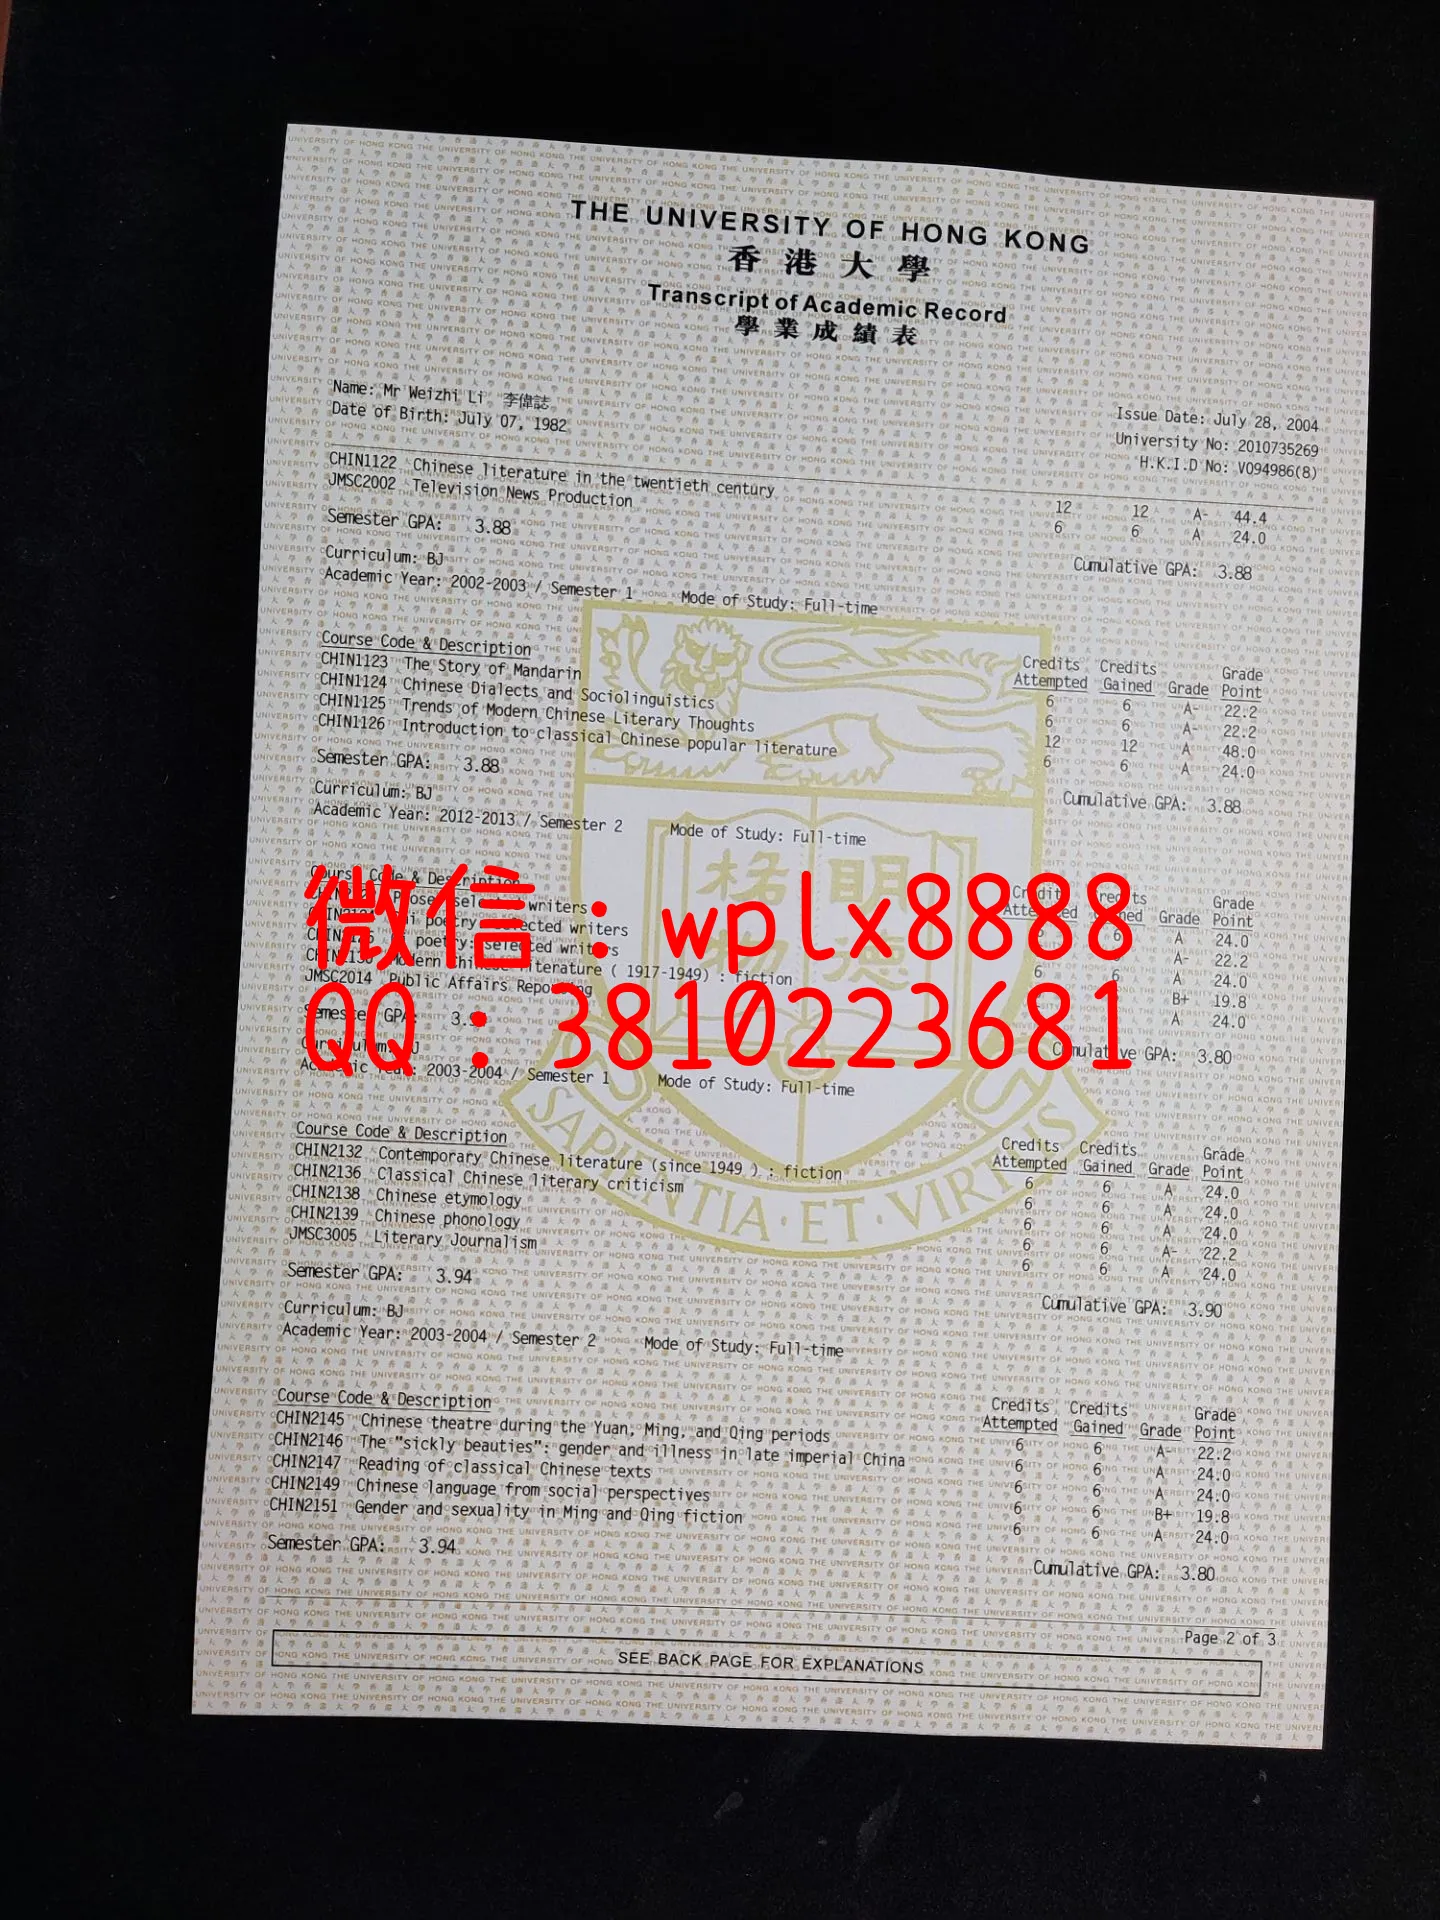 THE UNIVERSITY OF HONG KONG
香港大學
Transcript of Academic Record
學業成績表
Name: Mr Weizhi Li 李偉誌
Issue Date: July 28, 2004
Date of Birth: July 07, 1982
University No: 2010735269
H.K.I.D No: V094986(8)
CHIN1122 Chinese literature in the twentieth century 12 12 A- 44.4
JMSC2002 Television News Production 6 6 A 24.0
Semester GPA: 3.88 Cumulative GPA: 3.88
Curriculum: BJ
Academic Year: 2002-2003 / Semester 1 Mode of Study: Full-time
Course Code & Description Credits Attempted Credits Gained Grade Grade Point
CHIN1123 The Story of Mandarin 6 6 A- 22.2
CHIN1124 Chinese Dialects and Sociolinguistics 6 6 A- 22.2
CHIN1125 Trends of Modern Chinese Literary Thoughts 12 12 A 48.0
CHIN1126 Introduction to classical Chinese popular literature 6 6 A 24.0
Semester GPA: 3.88 Cumulative GPA: 3.88
Curriculum: BJ
Academic Year: 2012-2013 / Semester 2 Mode of Study: Full-time
Course Code & Description Credits Attempted Credits Gained Grade Grade Point
writers 6 A 24.0
poetry: selected writers A- 22.2
poetry: selected writers A 24.0
Modern Chinese literature ( 1917-1949) : fiction 6 6 B+ 19.8
JMSC2014 Public Affairs Reporting A 24.0
Semester GPA: Cumulative GPA: 3.80
Curriculum: BJ
Academic Year: 2003-2004 / Semester 1 Mode of Study: Full-time
微信：wplx8888
QQ：3810223681
Course Code & Description Credits Attempted Credits Gained Grade Grade Point
CHIN2132 Contemporary Chinese literature (since 1949 ) : fiction 6 6 A 24.0
CHIN2136 Classical Chinese literary criticism 6 6 A 24.0
CHIN2138 Chinese etymology 6 6 A 24.0
CHIN2139 Chinese phonology 6 6 A- 22.2
JMSC3005 Literary Journalism 6 6 A 24.0
Semester GPA: 3.94 Cumulative GPA: 3.90
SAPIENTIA · ET · VIRTUS
Curriculum: BJ
Academic Year: 2003-2004 / Semester 2 Mode of Study: Full-time
Course Code & Description Credits Attempted Credits Gained Grade Grade Point
CHIN2145 Chinese theatre during the Yuan, Ming, and Qing periods 6 6 A- 22.2
CHIN2146 The "sickly beauties": gender and illness in late imperial China 6 6 A 24.0
CHIN2147 Reading of classical Chinese texts 6 6 A 24.0
CHIN2149 Chinese language from social perspectives 6 6 B+ 19.8
CHIN2151 Gender and sexuality in Ming and Qing fiction 6 6 A 24.0
Semester GPA: 3.94 Cumulative GPA: 3.80
Page 2 of 3
SEE BACK PAGE FOR EXPLANATIONS